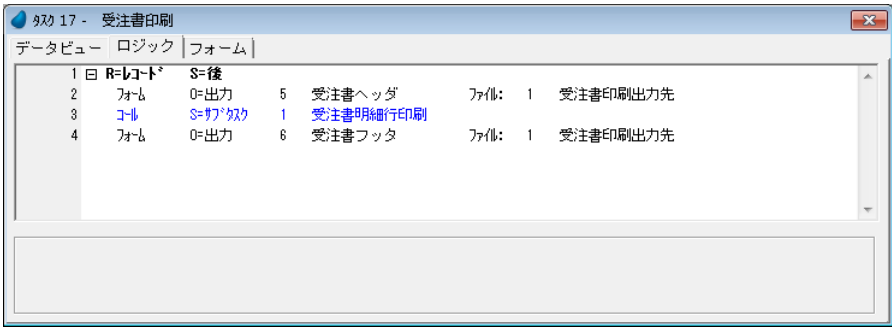 ﾀｽｸ 17 - 受注書印刷
データビュー ロジック フォーム
1 R=ﾚｺｰﾄﾞ S=後
2 ﾌｫｰﾑ O=出力 5 受注書ヘッダ ﾌｧｲﾙ: 1 受注書印刷出力先
3 ｺｰﾙ S=ｻﾌﾞﾀｽｸ 1 受注書明細行印刷
4 ﾌｫｰﾑ O=出力 6 受注書フッタ ﾌｧｲﾙ: 1 受注書印刷出力先